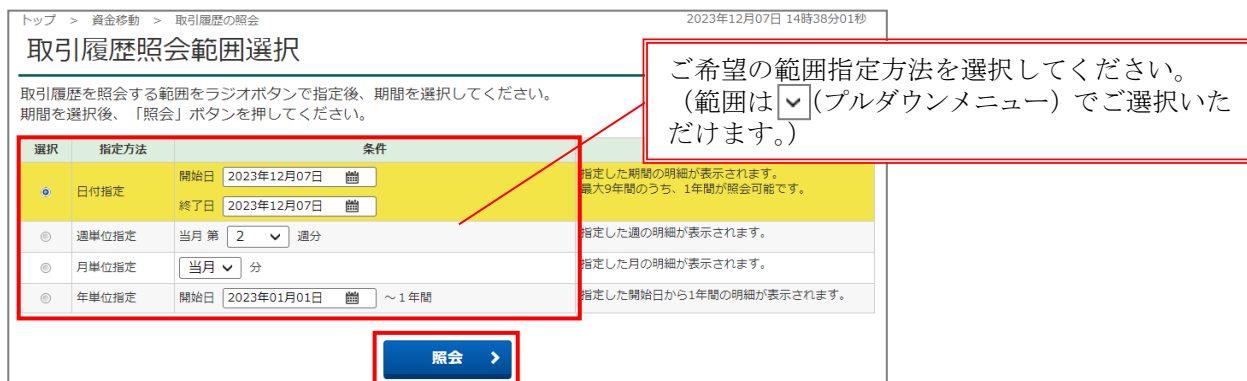 トップ > 資金移動 > 取引履歴の照会
2023年12月07日 14時38分01秒
取引履歴照会範囲選択
ご希望の範囲指定方法を選択してください。
（範囲は(プルダウンメニュー）でご選択いた
だけます。）
取引履歴を照会する範囲をラジオボタンで指定後、期間を選択してください。
期間を選択後、「照会」ボタンを押してください。
選択 指定方法 条件
日付指定 開始日 2023年12月07日
終了日 2023年12月07日
指定した期間の明細が表示されます。
最大9年間のうち、1年間が照会可能です。
週単位指定 当月 第 2 週分 指定した週の明細が表示されます。
月単位指定 当月 分 指定した月の明細が表示されます。
年単位指定 開始日 2023年01月01日 ～1年間 指定した開始日から1年間の明細が表示されます。
照会